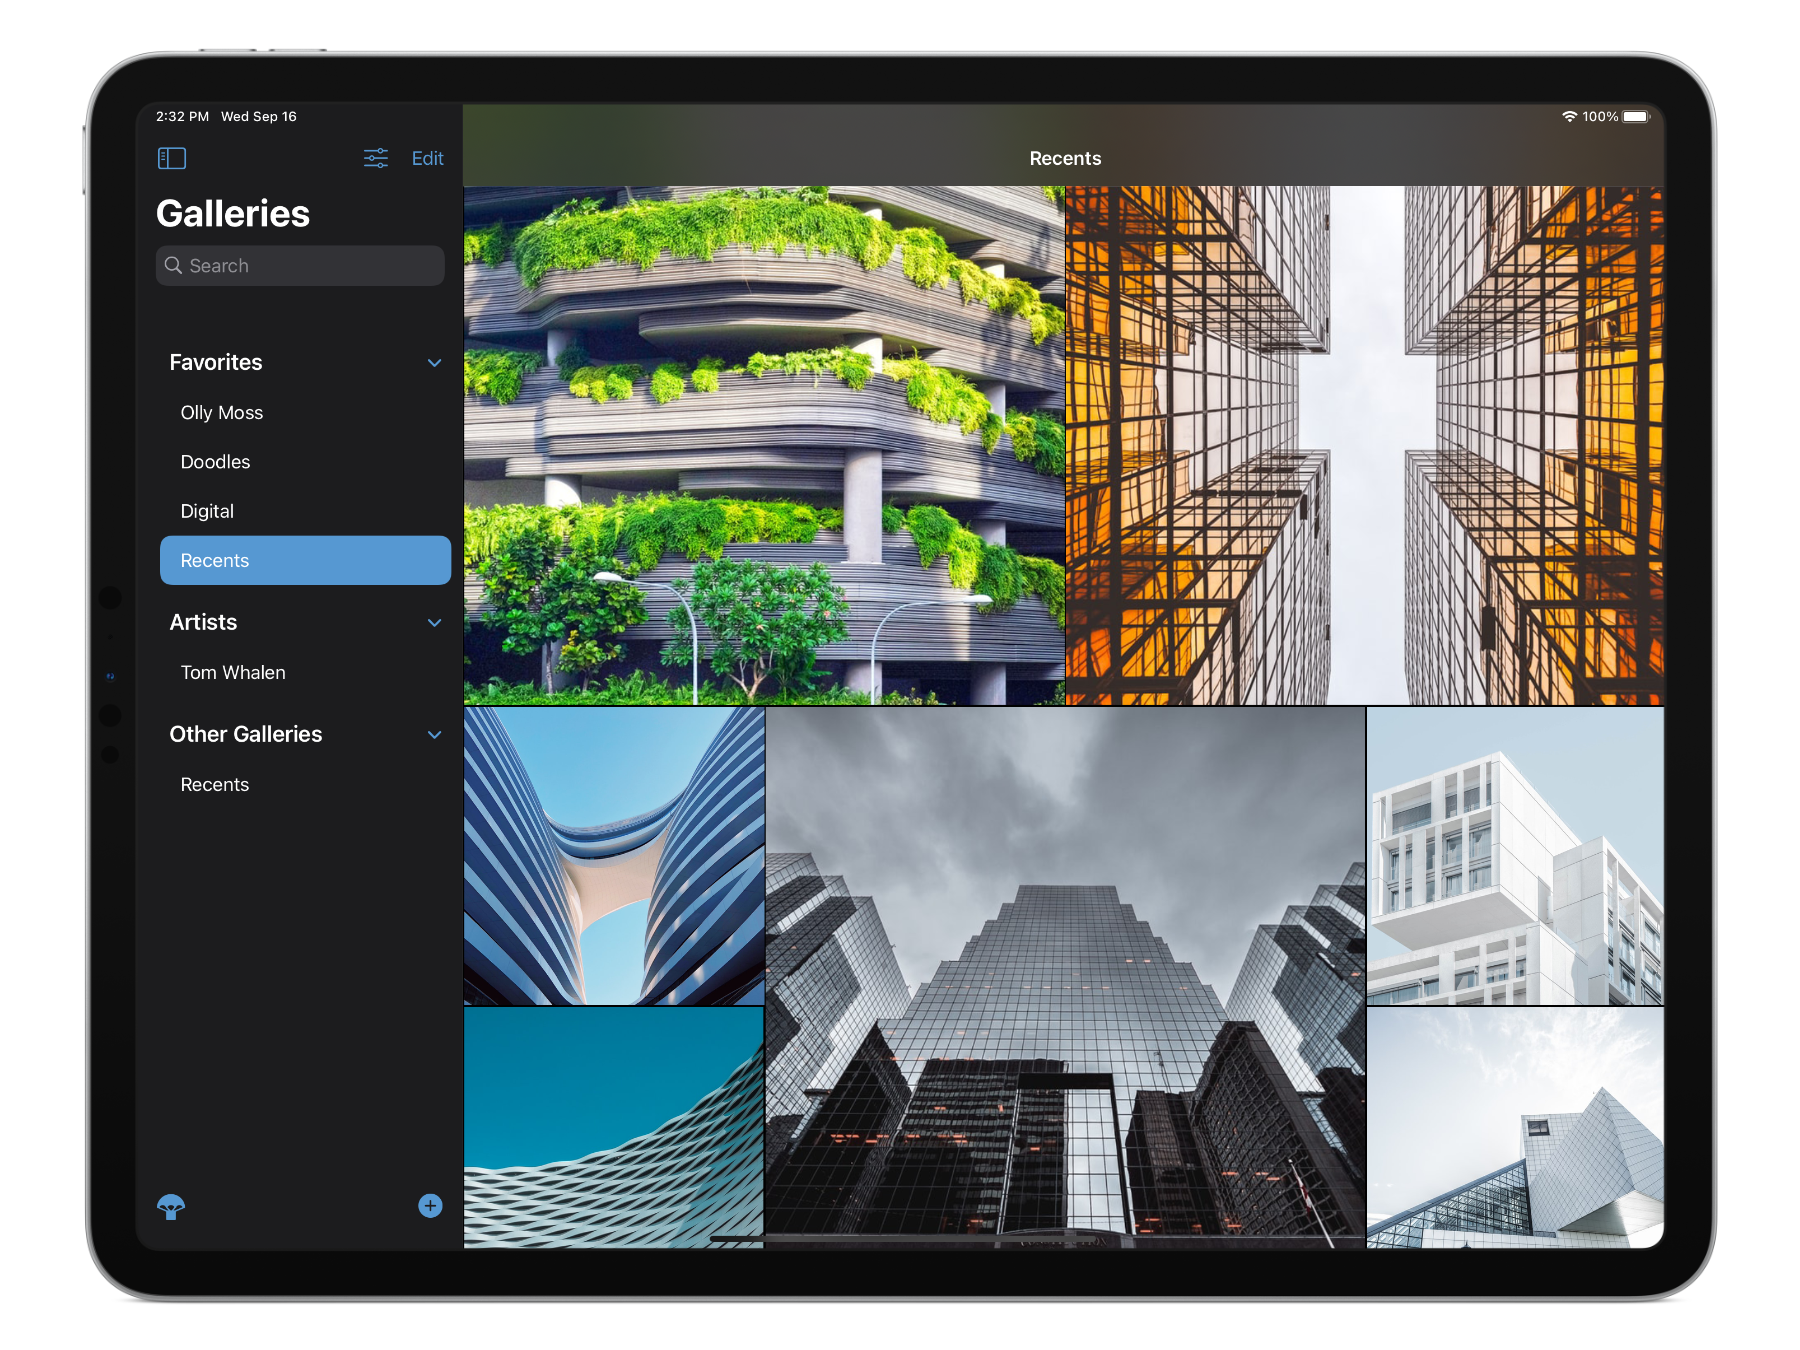 2:32 PM Wed Sep 16
100%
Edit
Recents
Galleries
Search
Favorites
Olly Moss
Doodles
Digital
Recents
Artists
Tom Whalen
Other Galleries
Recents